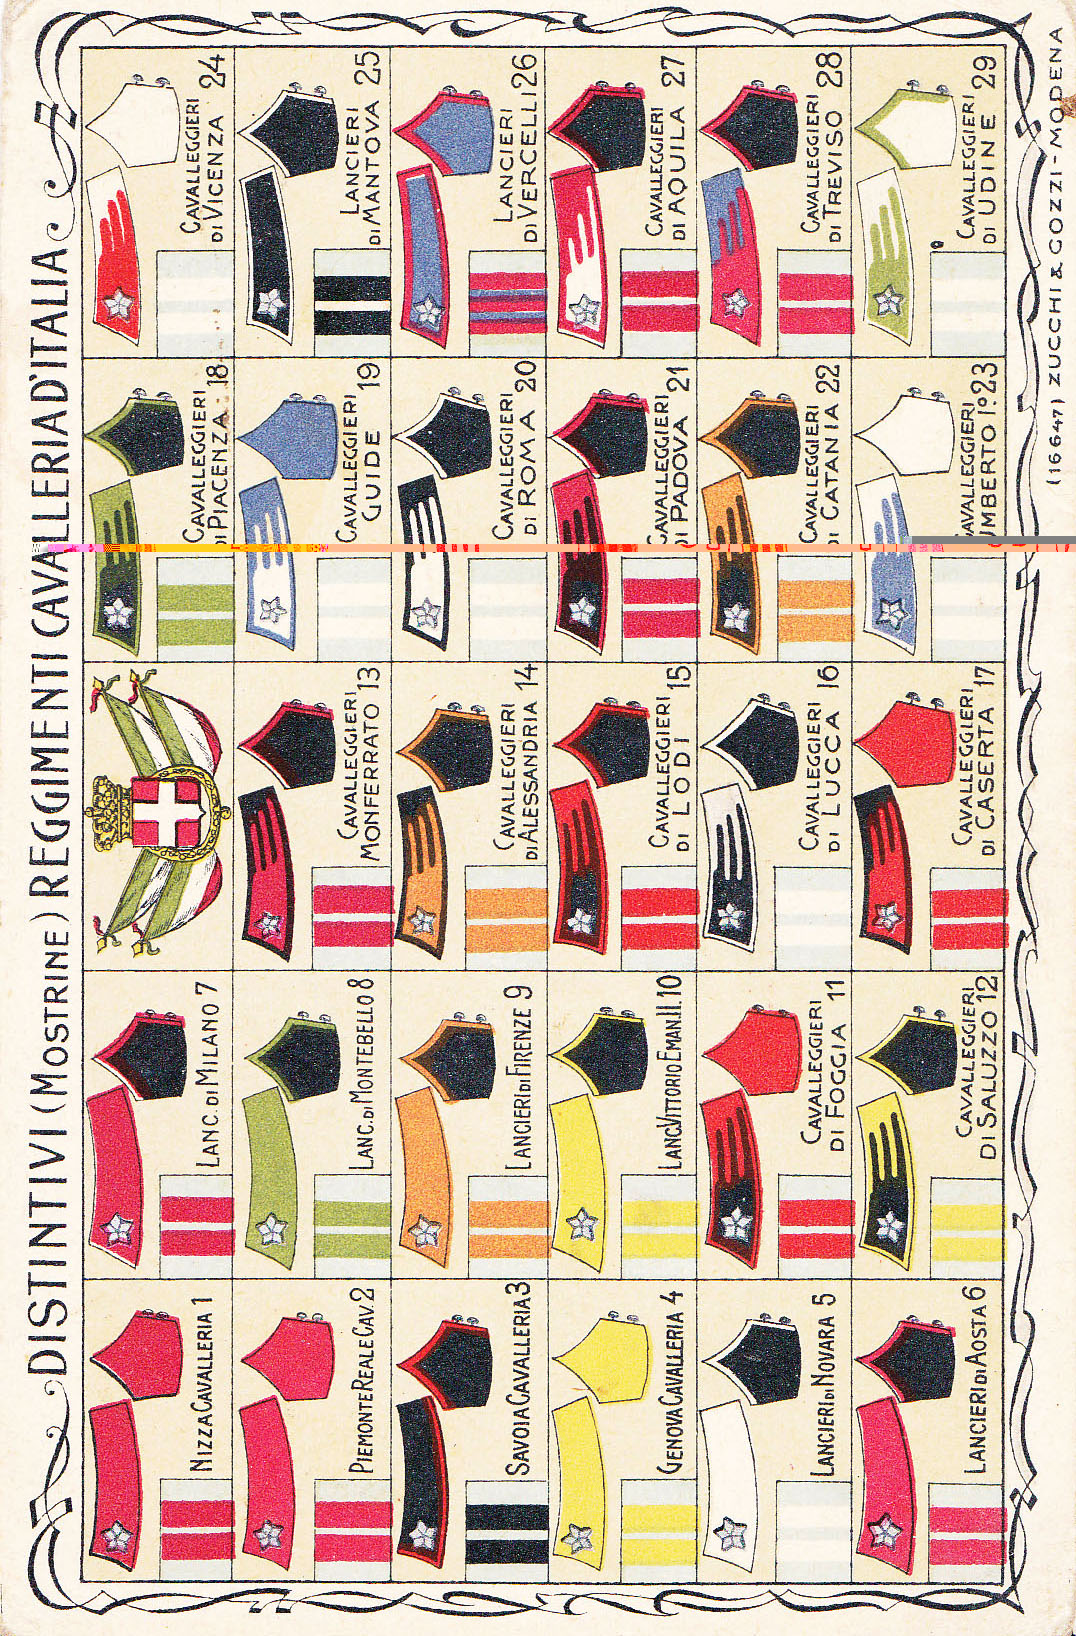 DISTINTIVI (MOSTRINE) REGGIMENTI CAVALLERIA D'ITALIA
NIZZA CAVALLERIA 1
PIEMONTE REALE CAV. 2
SAVOIA CAVALLERIA 3
GENOVA CAVALLERIA 4
LANCIERI DI NOVARA 5
LANCIERI DI AOSTA 6
LANC. DI MILANO 7
LANC. DI MONTEBELLO 8
LANCIERI DI FIRENZE 9
LANC. VITTORIO EMAN. II. 10
CAVALLEGGIERI
DI FOGGIA 11
CAVALLEGGIERI
DI SALUZZO 12
CAVALLEGGIERI
MONFERRATO 13
CAVALLEGGIERI
DI ALESSANDRIA 14
CAVALLEGGIERI
DI LODI 15
CAVALLEGGIERI
DI LUCCA 16
CAVALLEGGIERI
DI CASERTA 17
CAVALLEGGIERI
DI PIACENZA 18
CAVALLEGGIERI
GUIDE 19
CAVALLEGGIERI
DI ROMA 20
CAVALLEGGIERI
DI PADOVA 21
CAVALLEGGIERI
DI CATANIA 22
CAVALLEGGIERI
UMBERTO I° 23
CAVALLEGGIERI
DI VICENZA 24
LANCIERI
DI MANTOVA 25
LANCIERI
DI VERCELLI 26
CAVALLEGGIERI
DI AQUILA 27
CAVALLEGGIERI
DI TREVISO 28
CAVALLEGGIERI
DI UDINE 29
(16647) ZUCCHI & GOZZI - MODENA